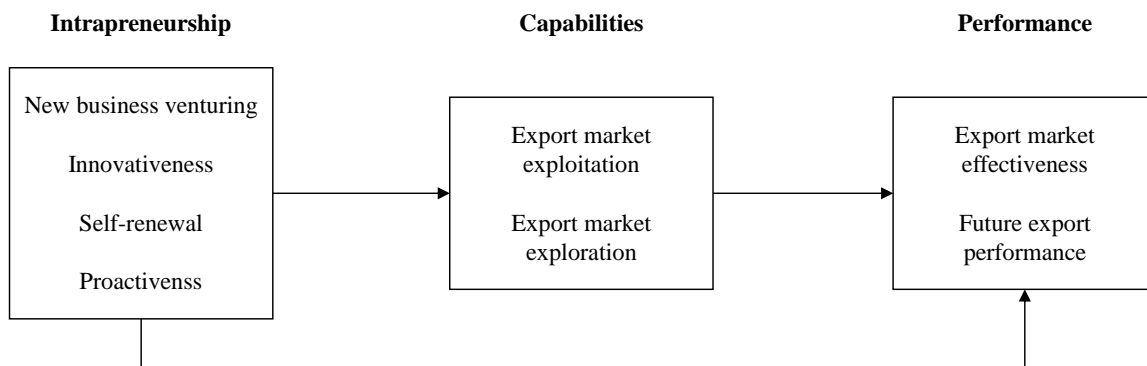 Intrapreneurship
New business venturing
Innovativeness
Self-renewal
Proactivenss
Capabilities
Export market
exploitation
Export market
exploration
Performance
Export market
effectiveness
Future export
performance